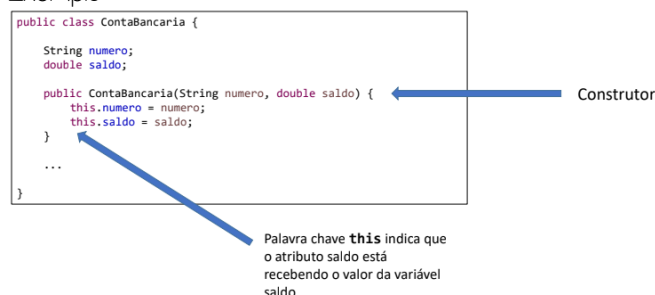 Exemplo
public class ContaBancaria {
String numero;
double saldo;
public ContaBancaria(String numero, double saldo) {
this.numero = numero;
this.saldo = saldo;
}
...
}
Construtor
Palavra chave this indica que
o atributo saldo está
recebendo o valor da variável
saldo